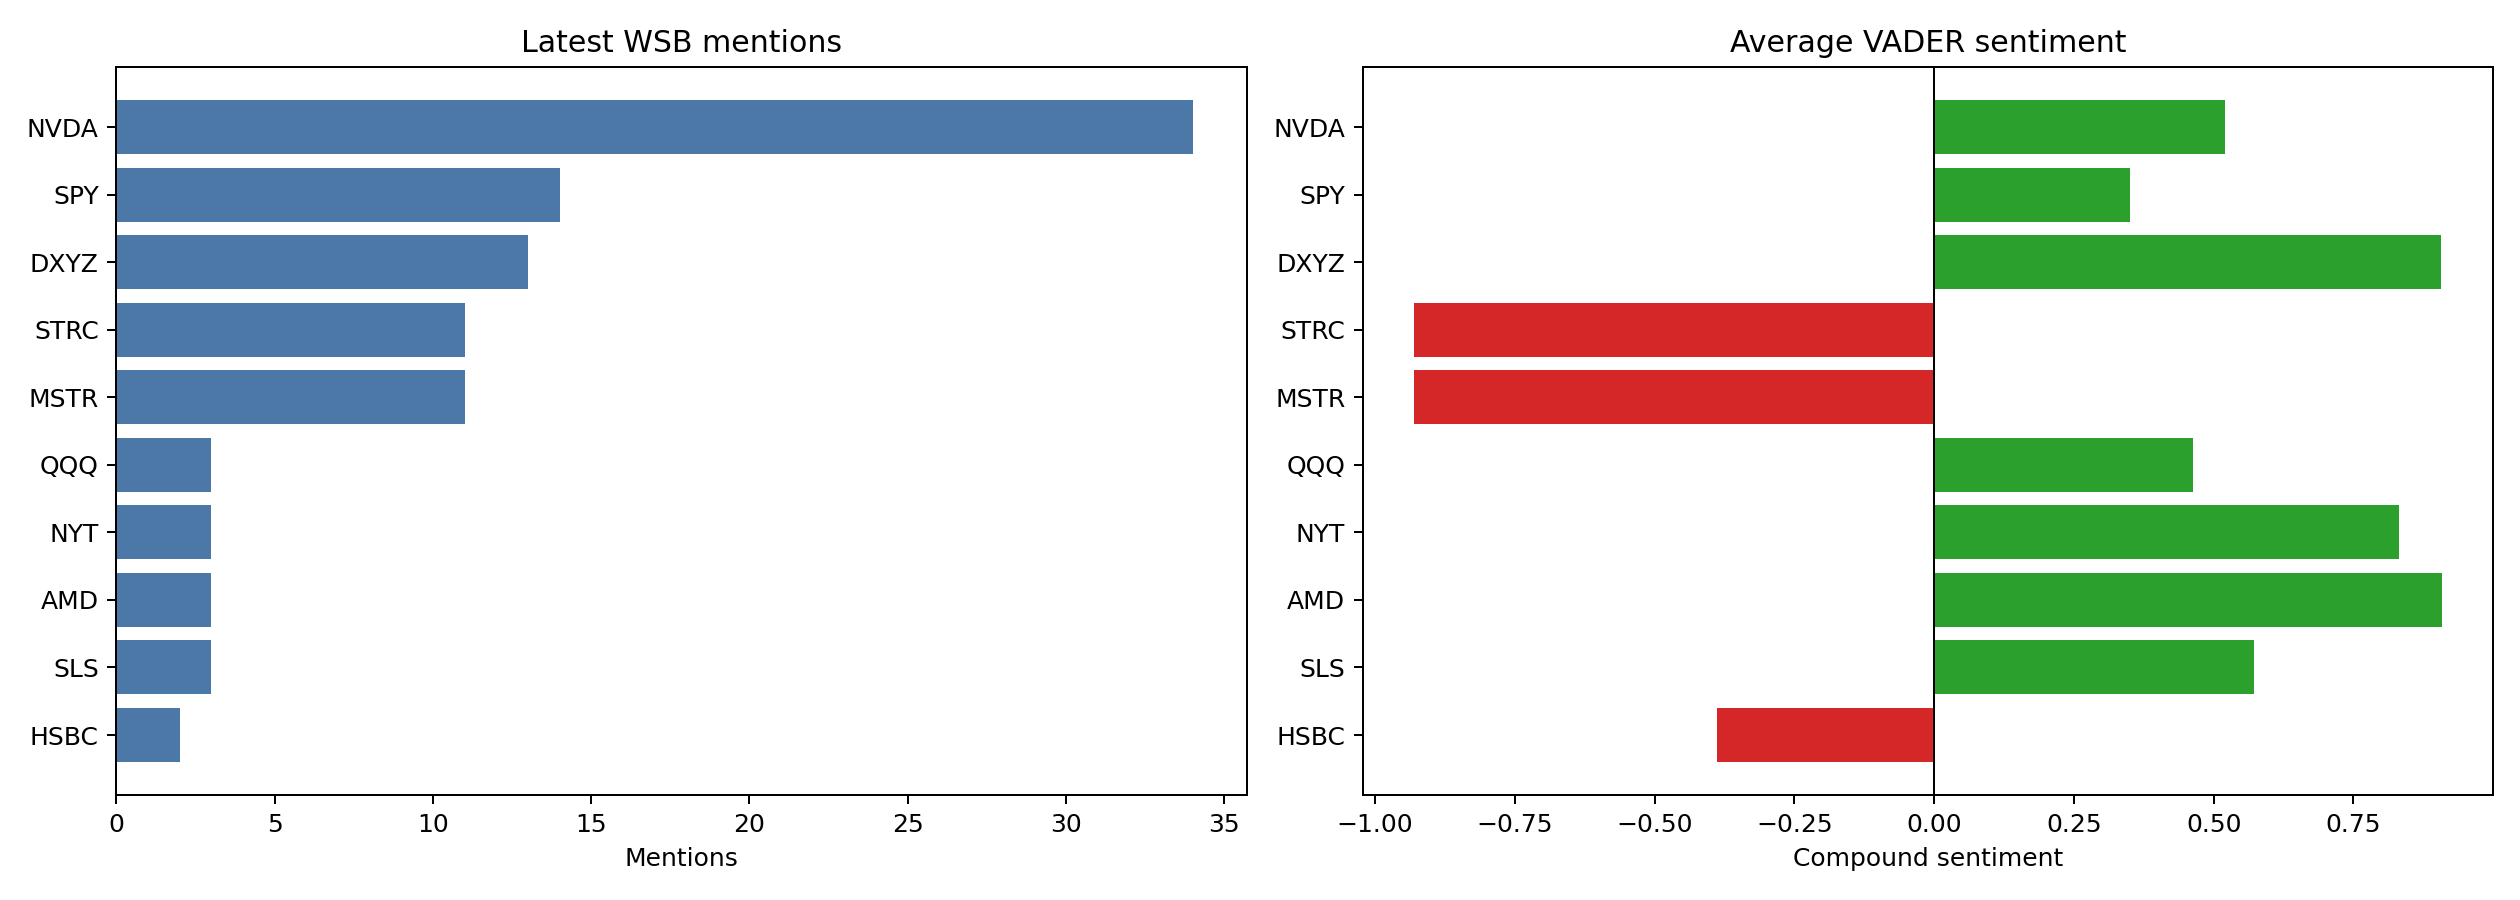 Latest WSB mentions
NVDA
SPY
DXYZ
STRC
MSTR
QQQ
NYT
AMD
SLS
HSBC
0 5 10 15 20 25 30 35
Mentions
Average VADER sentiment
NVDA
SPY
DXYZ
STRC
MSTR
QQQ
NYT
AMD
SLS
HSBC
−1.00 −0.75 −0.50 −0.25 0.00 0.25 0.50 0.75
Compound sentiment